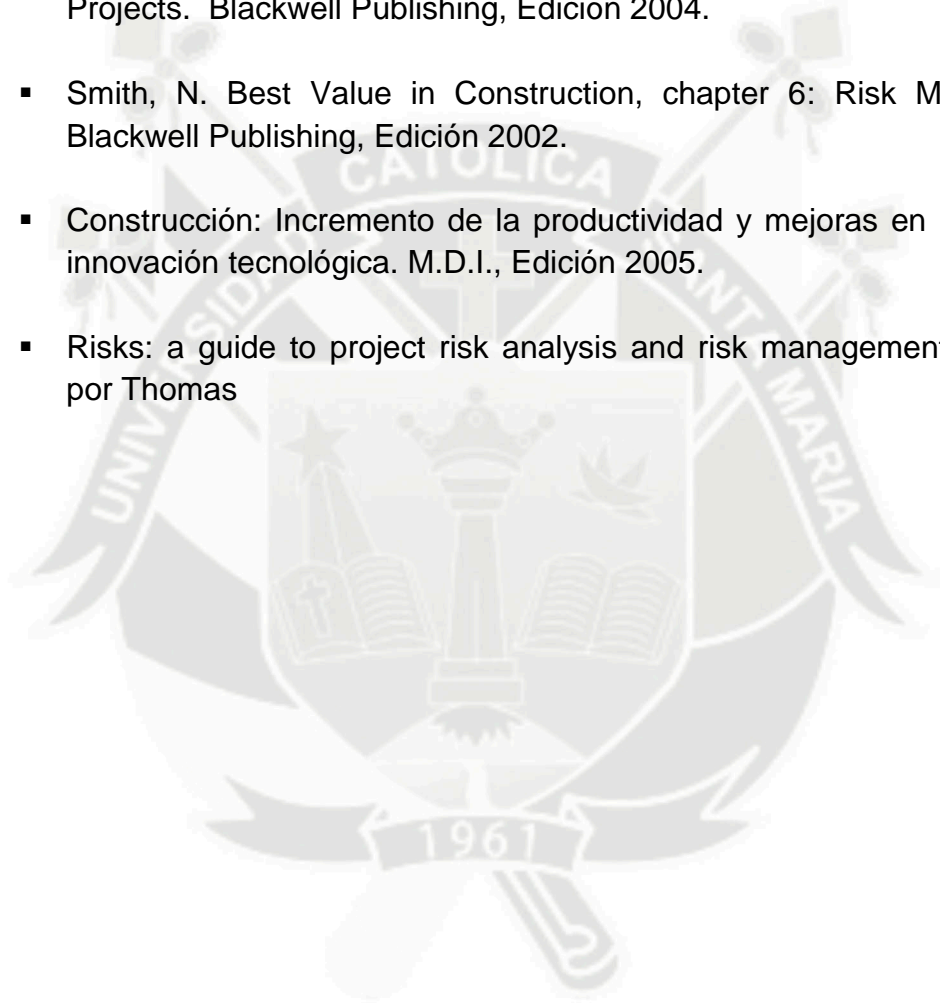 Projects. Blackwell Publishing, Edición 2004.
▪ Smith, N. Best Value in Construction, chapter 6: Risk M
Blackwell Publishing, Edición 2002.
▪ Construcción: Incremento de la productividad y mejoras en
innovación tecnológica. M.D.I., Edición 2005.
▪ Risks: a guide to project risk analysis and risk management
por Thomas
UNIVERSIDAD CATOLICA SANTA MARIA
1961